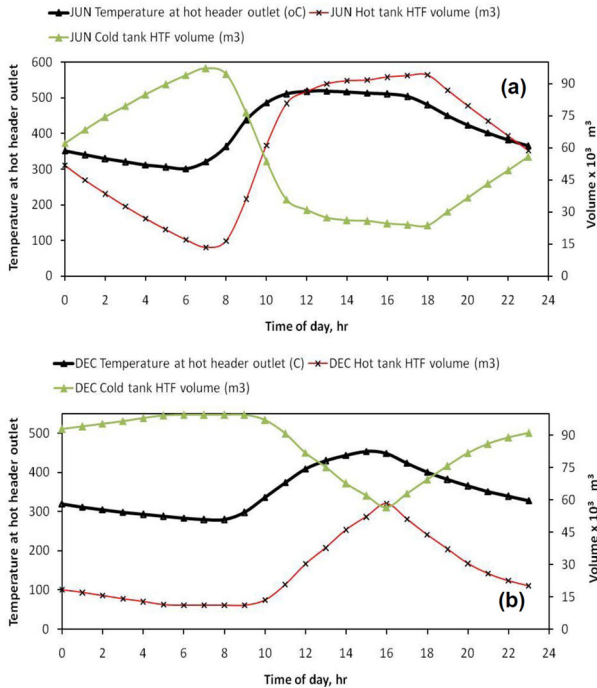 JUN Temperature at hot header outlet (oC) JUN Hot tank HTF volume (m3)
JUN Cold tank HTF volume (m3)
600
500
400
300
200
100
0
Temperature at hot header outlet
(a)
90
75
60
45
30
15
0
Volume x 10³ m³
0 2 4 6 8 10 12 14 16 18 20 22 24
Time of day, hr
DEC Temperature at hot header outlet (C) DEC Hot tank HTF volume (m3)
DEC Cold tank HTF volume (m3)
500
400
300
200
100
0
Temperature at hot header outlet
(b)
90
75
60
45
30
15
0
Volume x 10³ m³
0 2 4 6 8 10 12 14 16 18 20 22 24
Time of day, hr